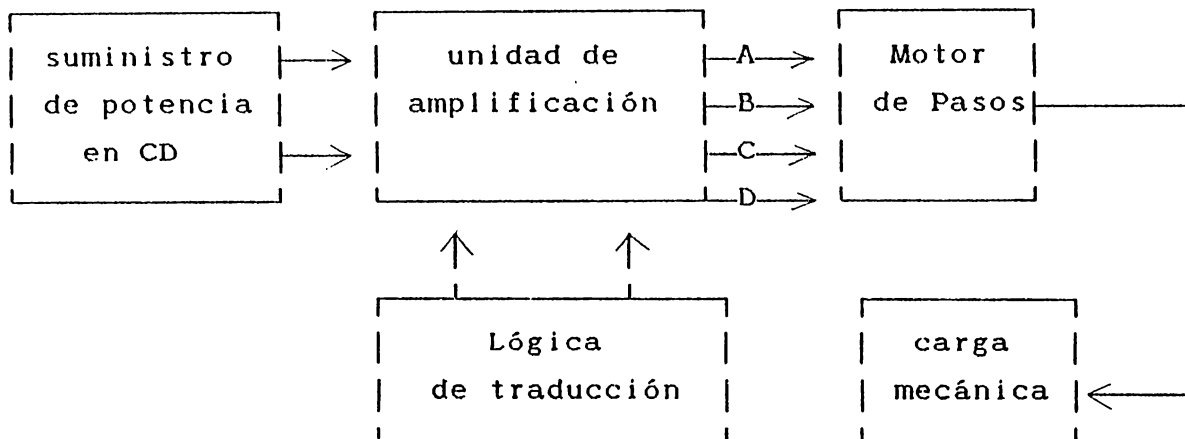 suministro
de potencia
en CD
unidad de
amplificación
A
B
C
D
Motor
de Pasos
Lógica
de traducción
carga
mecánica